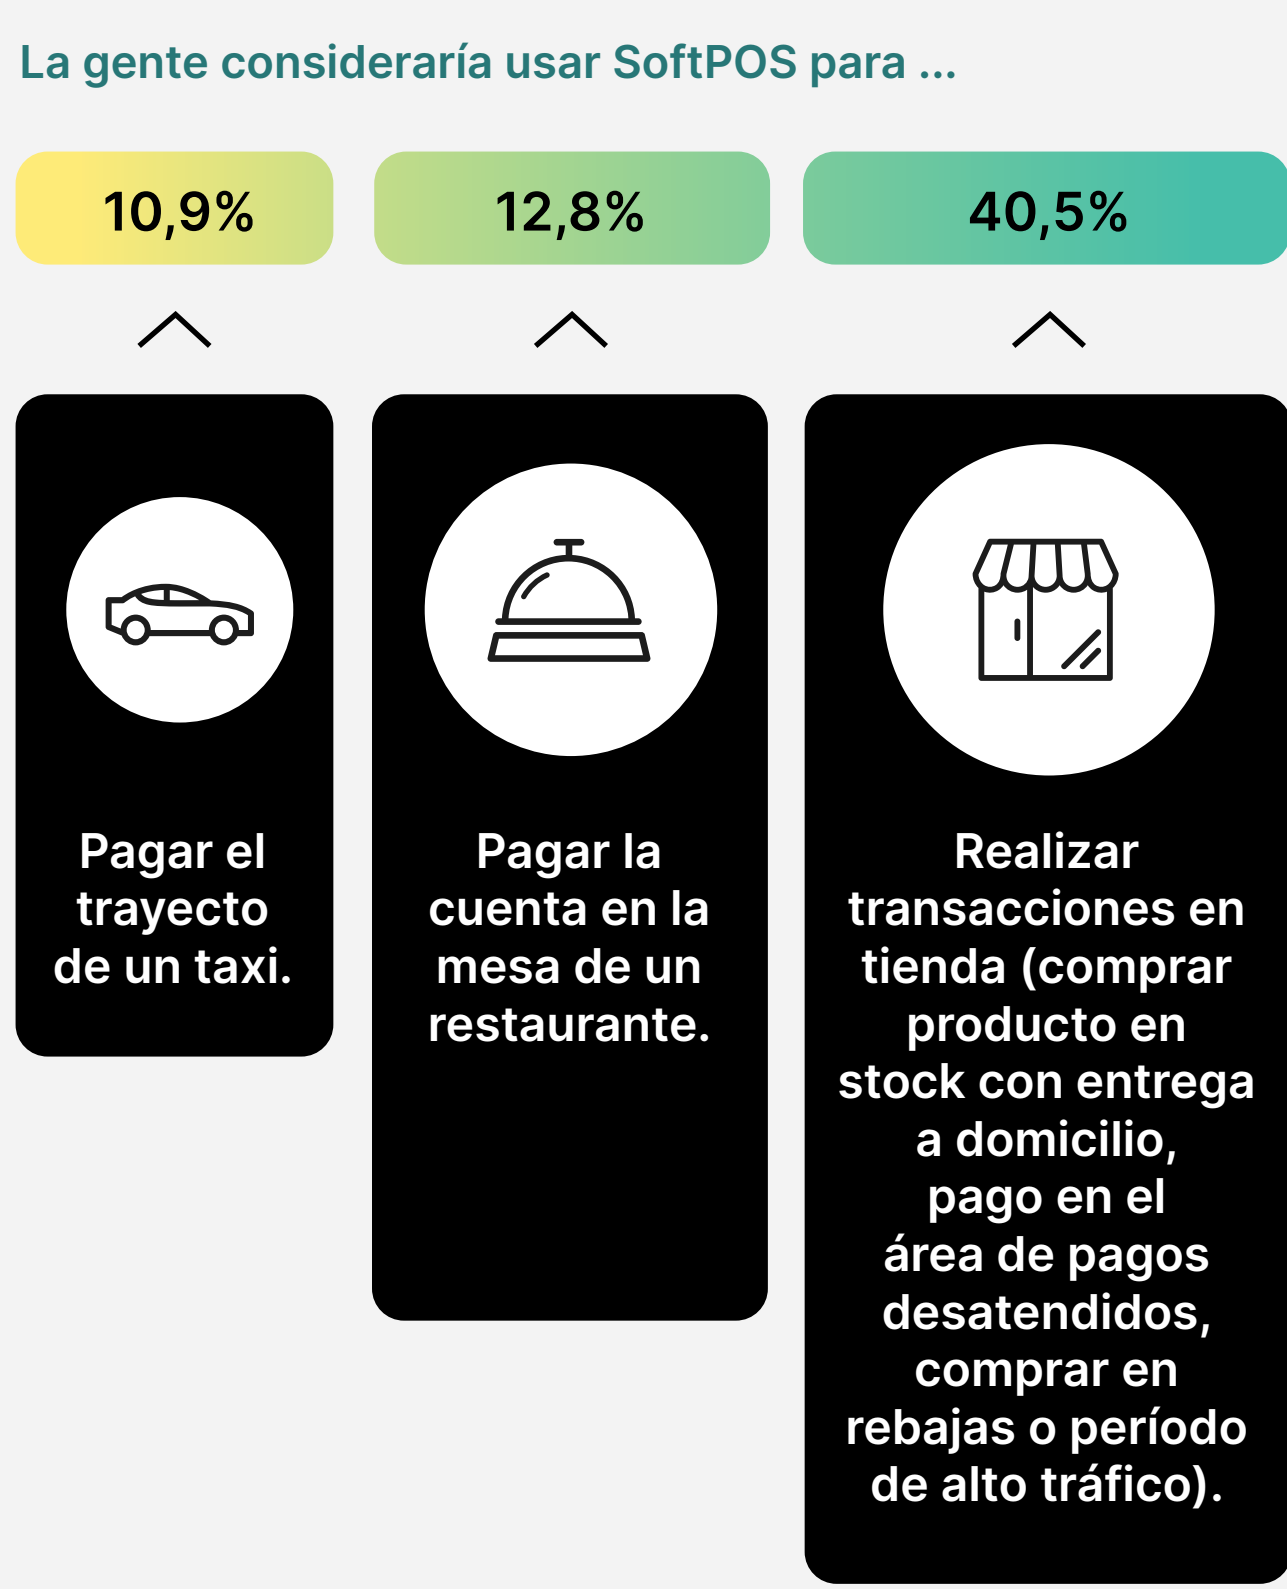 La gente consideraría usar SoftPOS para ...
10,9%
12,8%
40,5%
Pagar el
trayecto
de un taxi.
Pagar la
cuenta en la
mesa de un
restaurante.
Realizar
transacciones en
tienda (comprar
producto en
stock con entrega
a domicilio,
pago en el
área de pagos
desatendidos,
comprar en
rebajas o período
de alto tráfico).